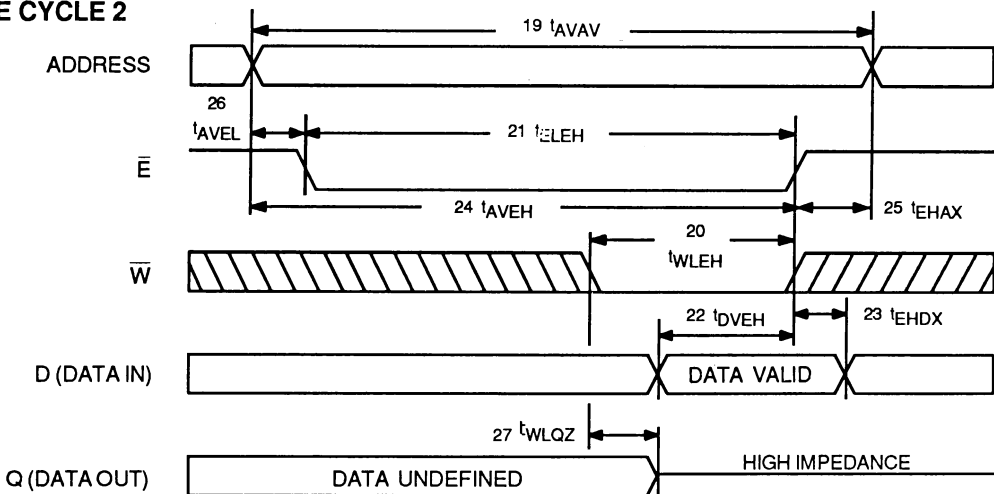 E CYCLE 2
19 tAVAV
ADDRESS
26
tAVEL
21 tELEH
E̅
24 tAVEH
25 tEHAX
20
tWLEH
W̅
22 tDVEH
23 tEHDX
D (DATA IN)
DATA VALID
27 tWLQZ
Q (DATA OUT)
DATA UNDEFINED
HIGH IMPEDANCE